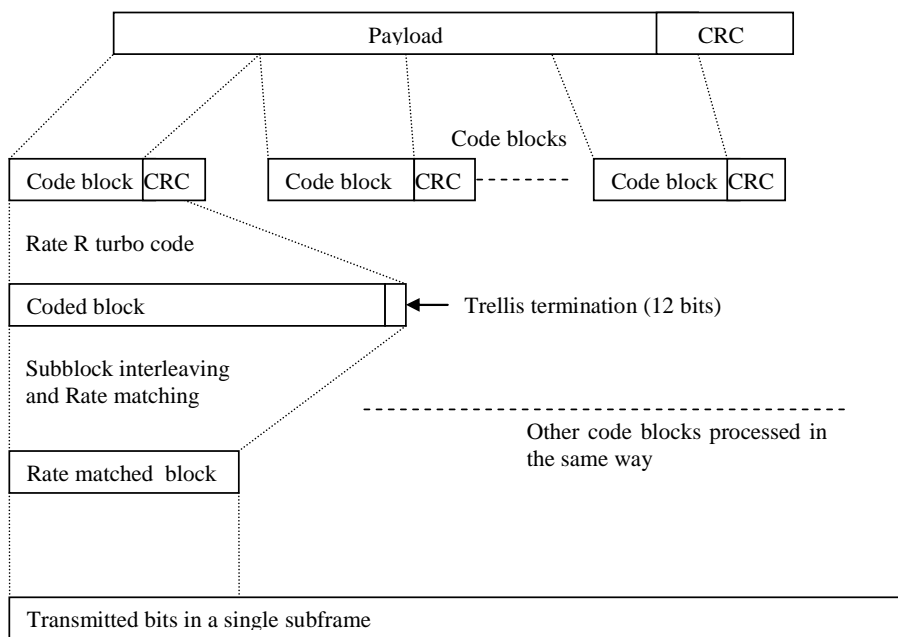 Payload CRC
Code blocks
Code block CRC Code block CRC Code block CRC
Rate R turbo code
Coded block
Trellis termination (12 bits)
Subblock interleaving
and Rate matching
Other code blocks processed in
the same way
Rate matched block
Transmitted bits in a single subframe